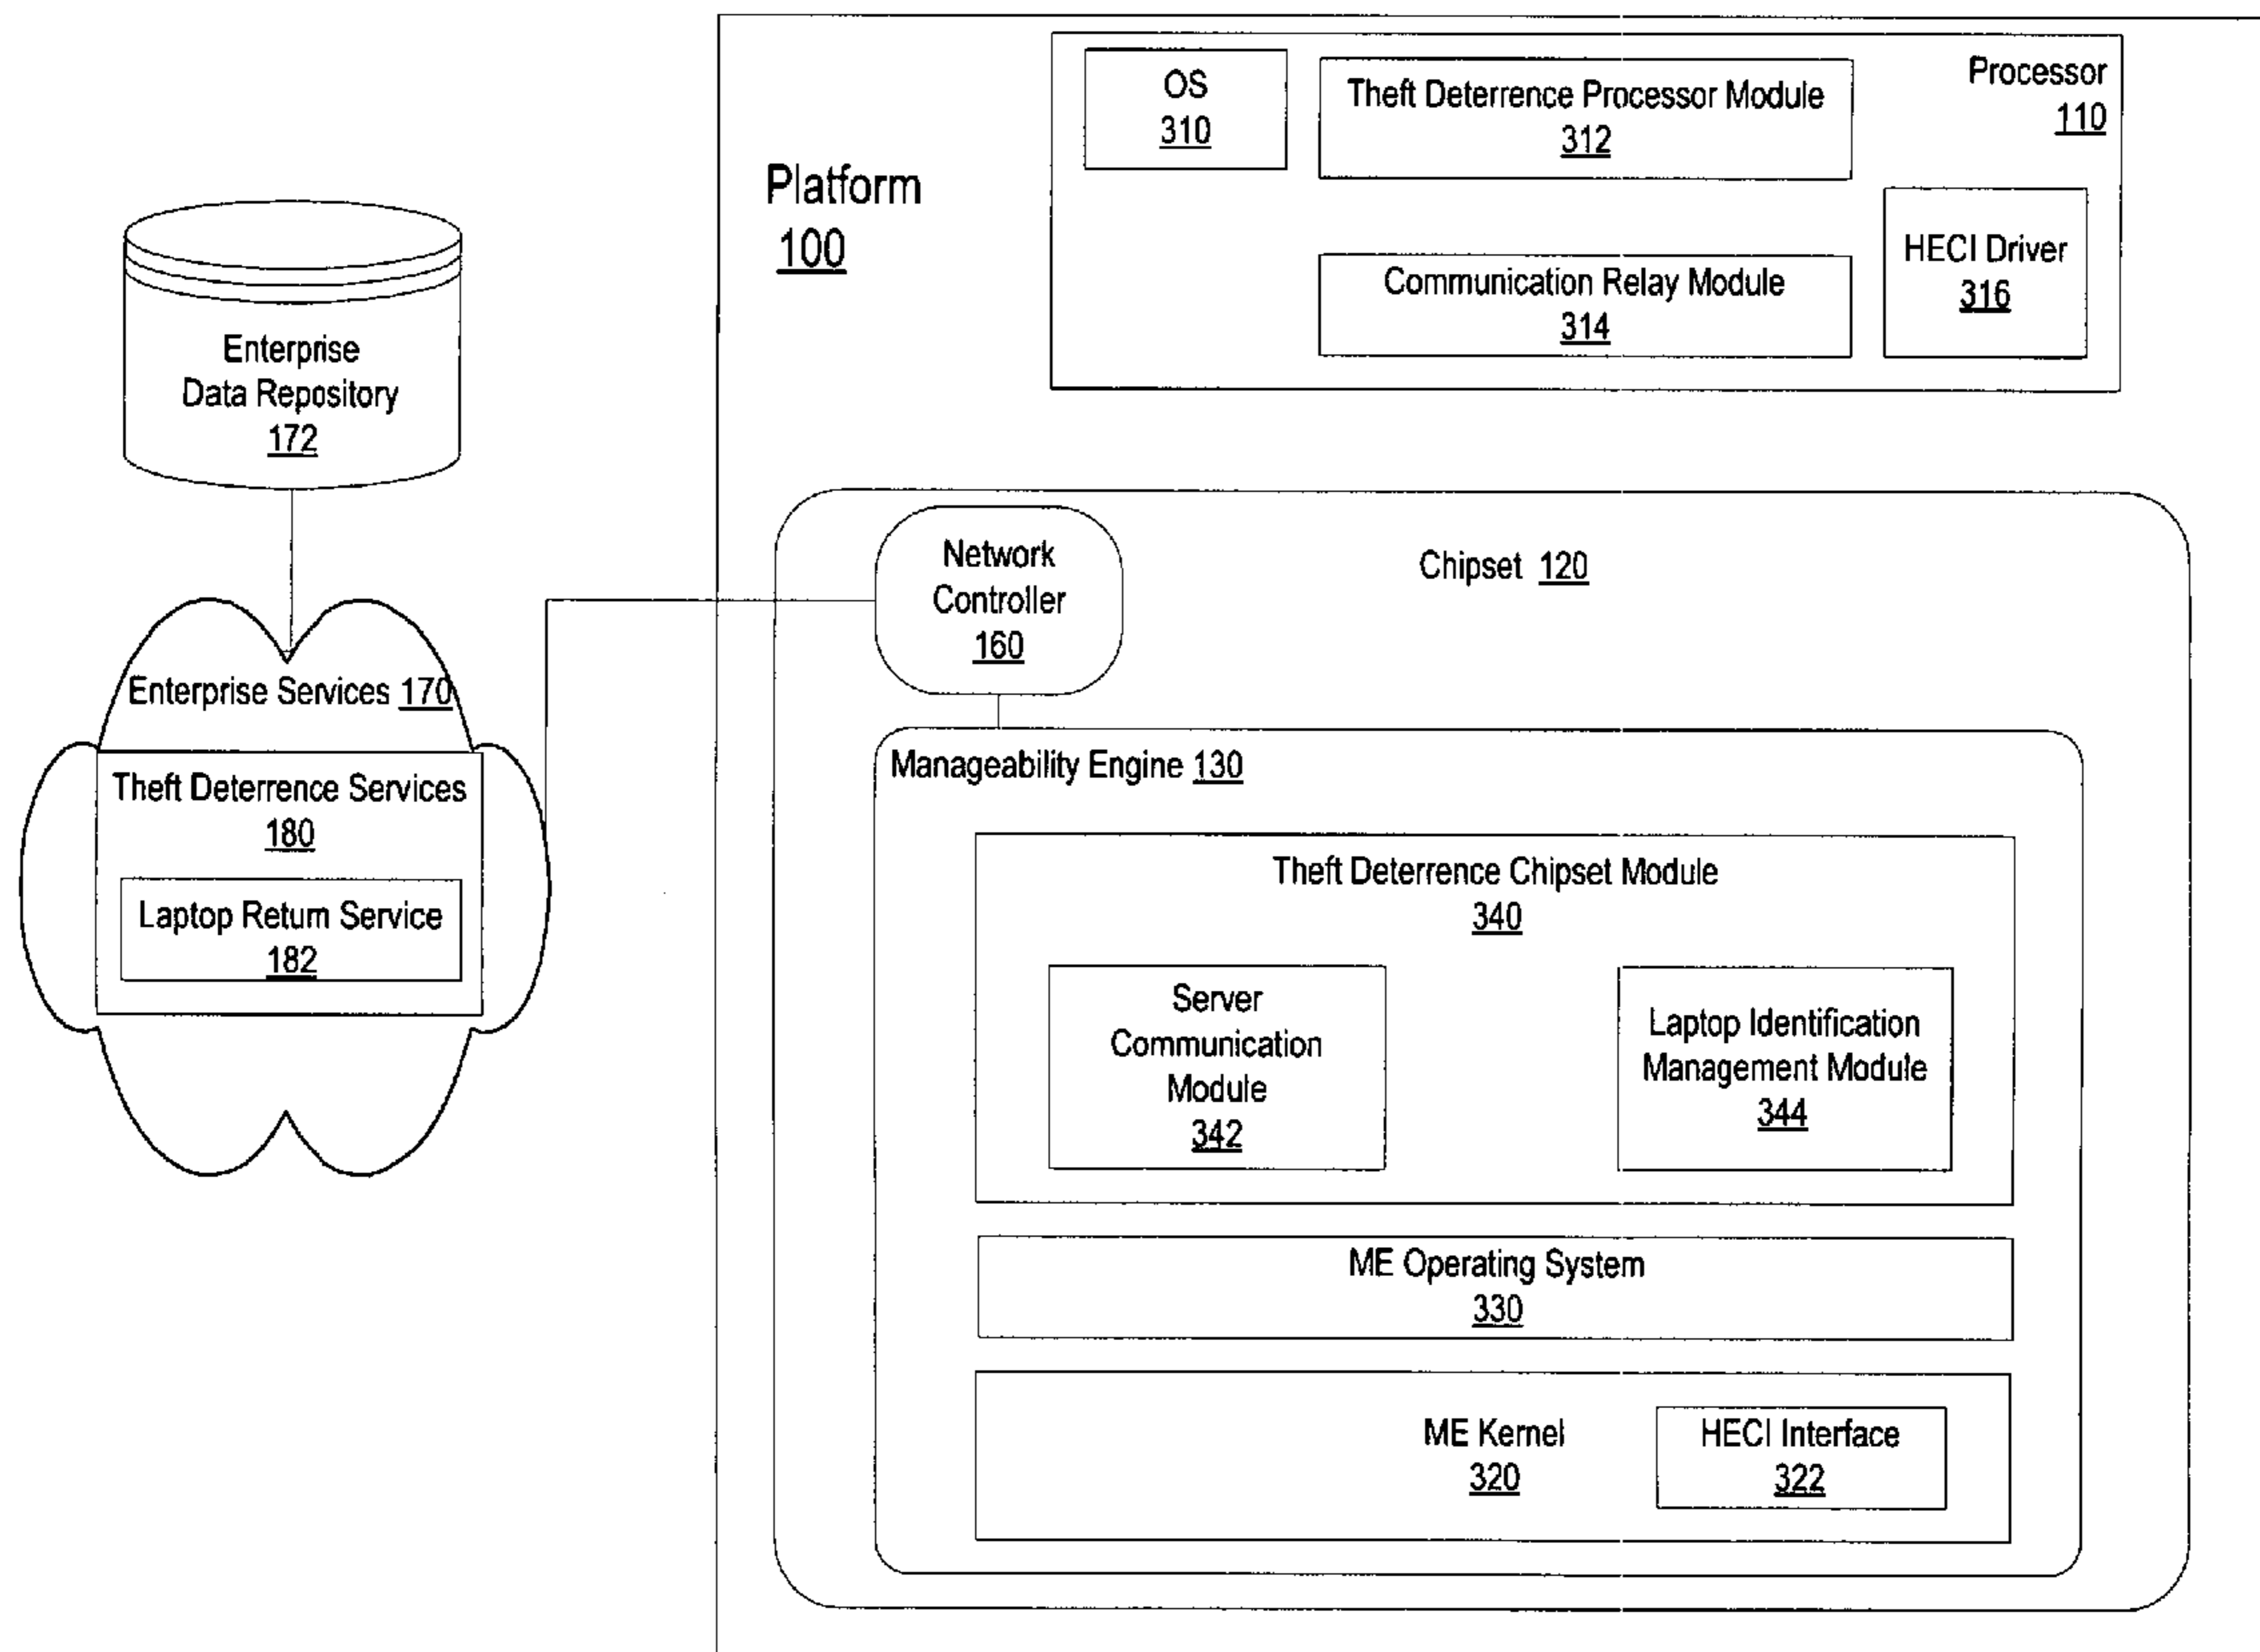 Platform
100
Processor
110
OS
310
Theft Deterrence Processor Module
312
Communication Relay Module
314
HECI Driver
316
Enterprise
Data Repository
172
Enterprise Services 170
Theft Deterrence Services
180
Laptop Return Service
182
Chipset 120
Network
Controller
160
Manageability Engine 130
Theft Deterrence Chipset Module
340
Server
Communication
Module
342
Laptop Identification
Management Module
344
ME Operating System
330
ME Kernel
320
HECI Interface
322